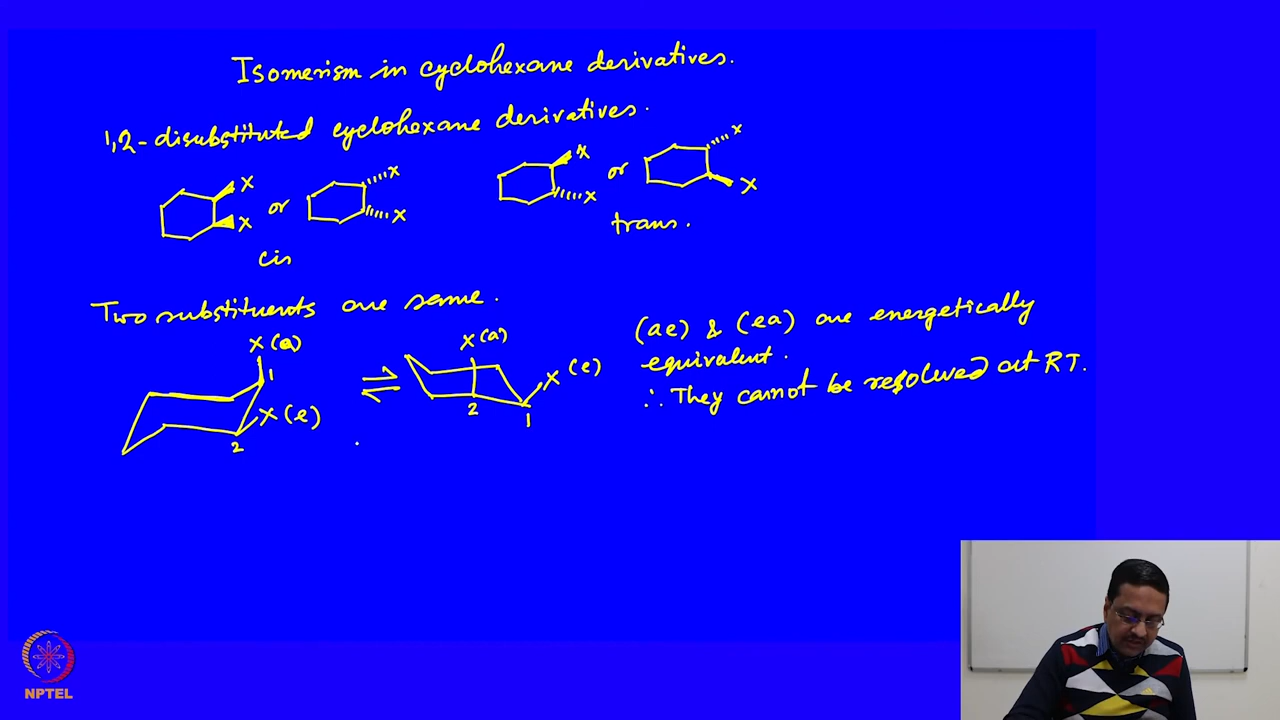 Isomerism in cyclohexane derivatives.
1,2-disubstituted cyclohexane derivatives.
X X or X X
cis
X X or X X
trans.
Two substituents are same.
X(a) 1 X(e) 2
X(a) X(e) 2 1
(ae) & (ea) are energetically
equivalent.
∴ They cannot be resolved at RT.
NPTEL